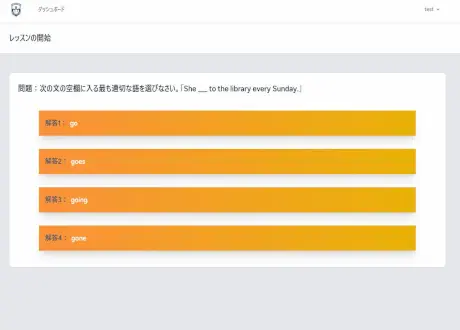 ダッシュボード
test
レッスンの開始
問題：次の文の空欄に入る最も適切な語を選びなさい。「She ___ to the library every Sunday.」
解答1： go
解答2： goes
解答3： going
解答4： gone